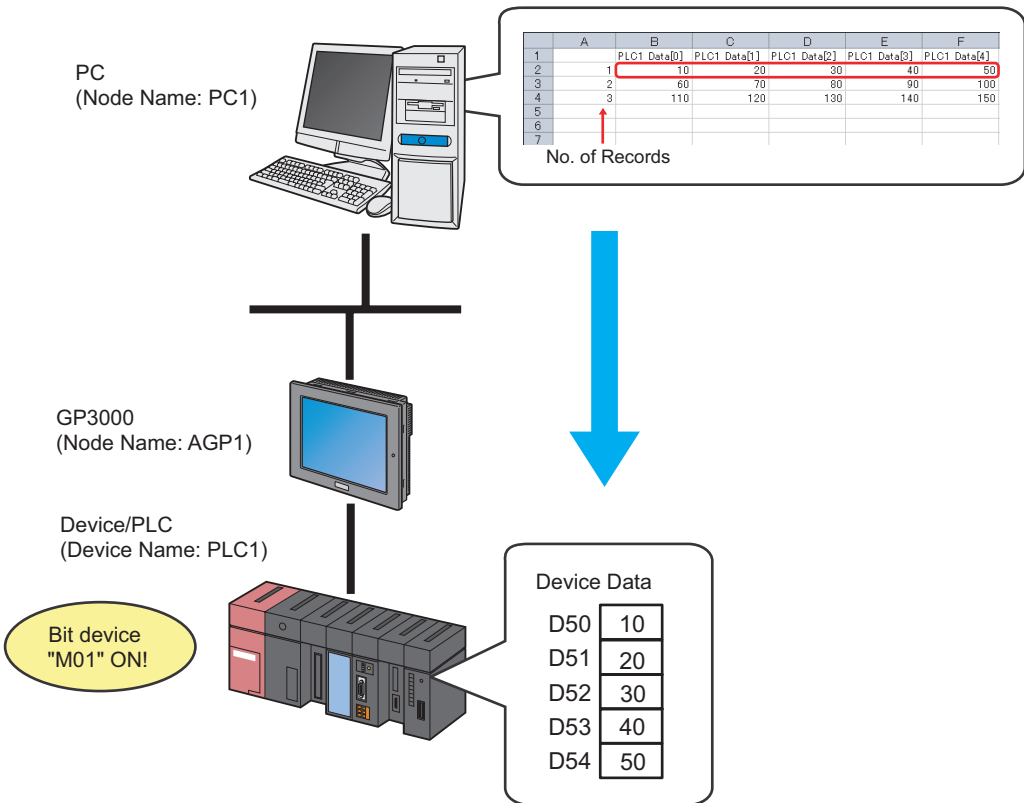 PC
(Node Name: PC1)
A B C D E F
1 PLC1 Data[0] PLC1 Data[1] PLC1 Data[2] PLC1 Data[3] PLC1 Data[4]
2 1 10 20 30 40 50
3 2 60 70 80 90 100
4 3 110 120 130 140 150
5
6
7
No. of Records
GP3000
(Node Name: AGP1)
Device/PLC
(Device Name: PLC1)
Bit device
"M01" ON!
Device Data
D50 10
D51 20
D52 30
D53 40
D54 50